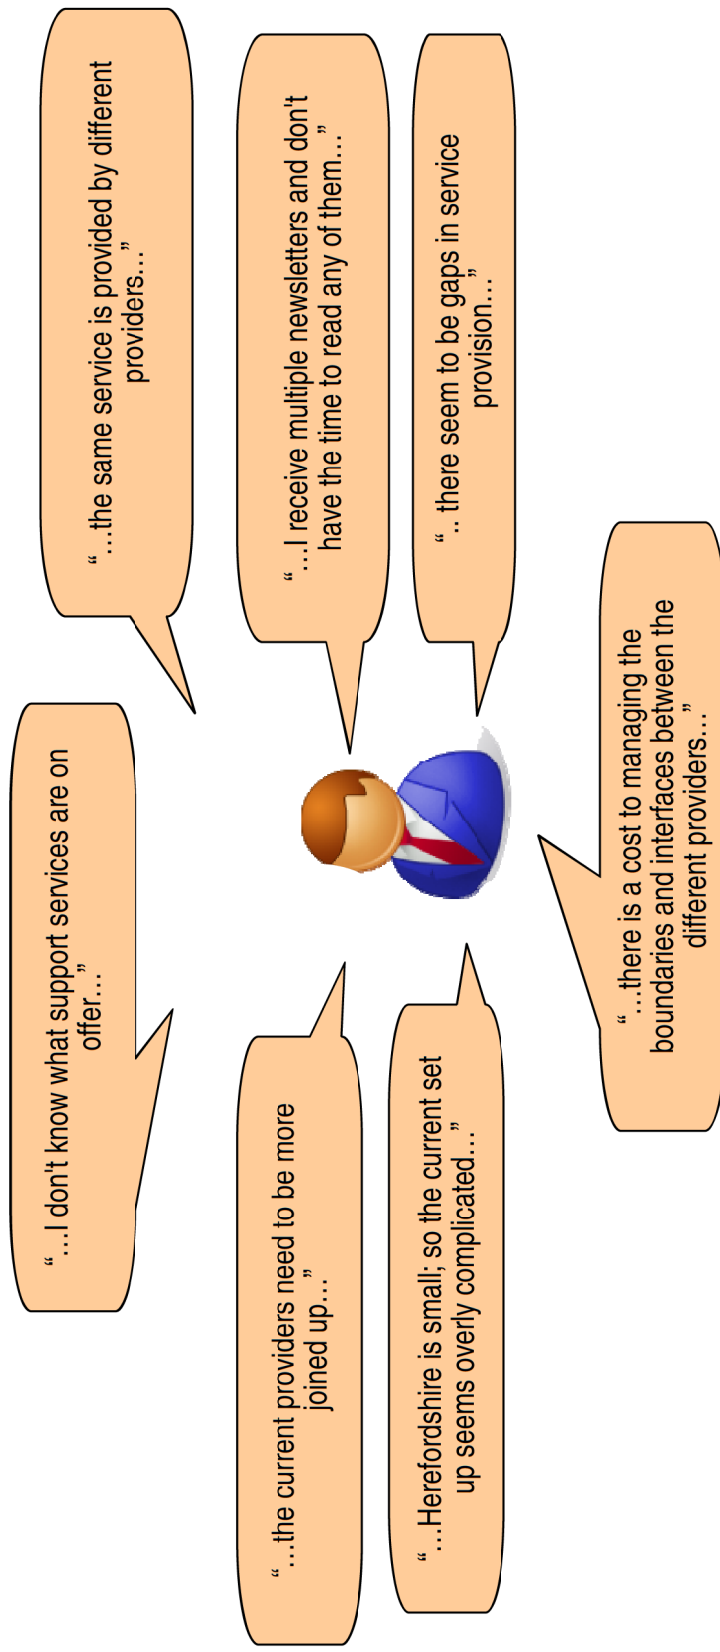 “…I don't know what support services are on
offer…”
“…the same service is provided by different
providers…”
“…the current providers need to be more
joined up…”
“…I receive multiple newsletters and don't
have the time to read any of them…”
“…Herefordshire is small; so the current set
up seems overly complicated…”
“.. there seem to be gaps in service
provision…”
“…there is a cost to managing the
boundaries and interfaces between the
different providers…”